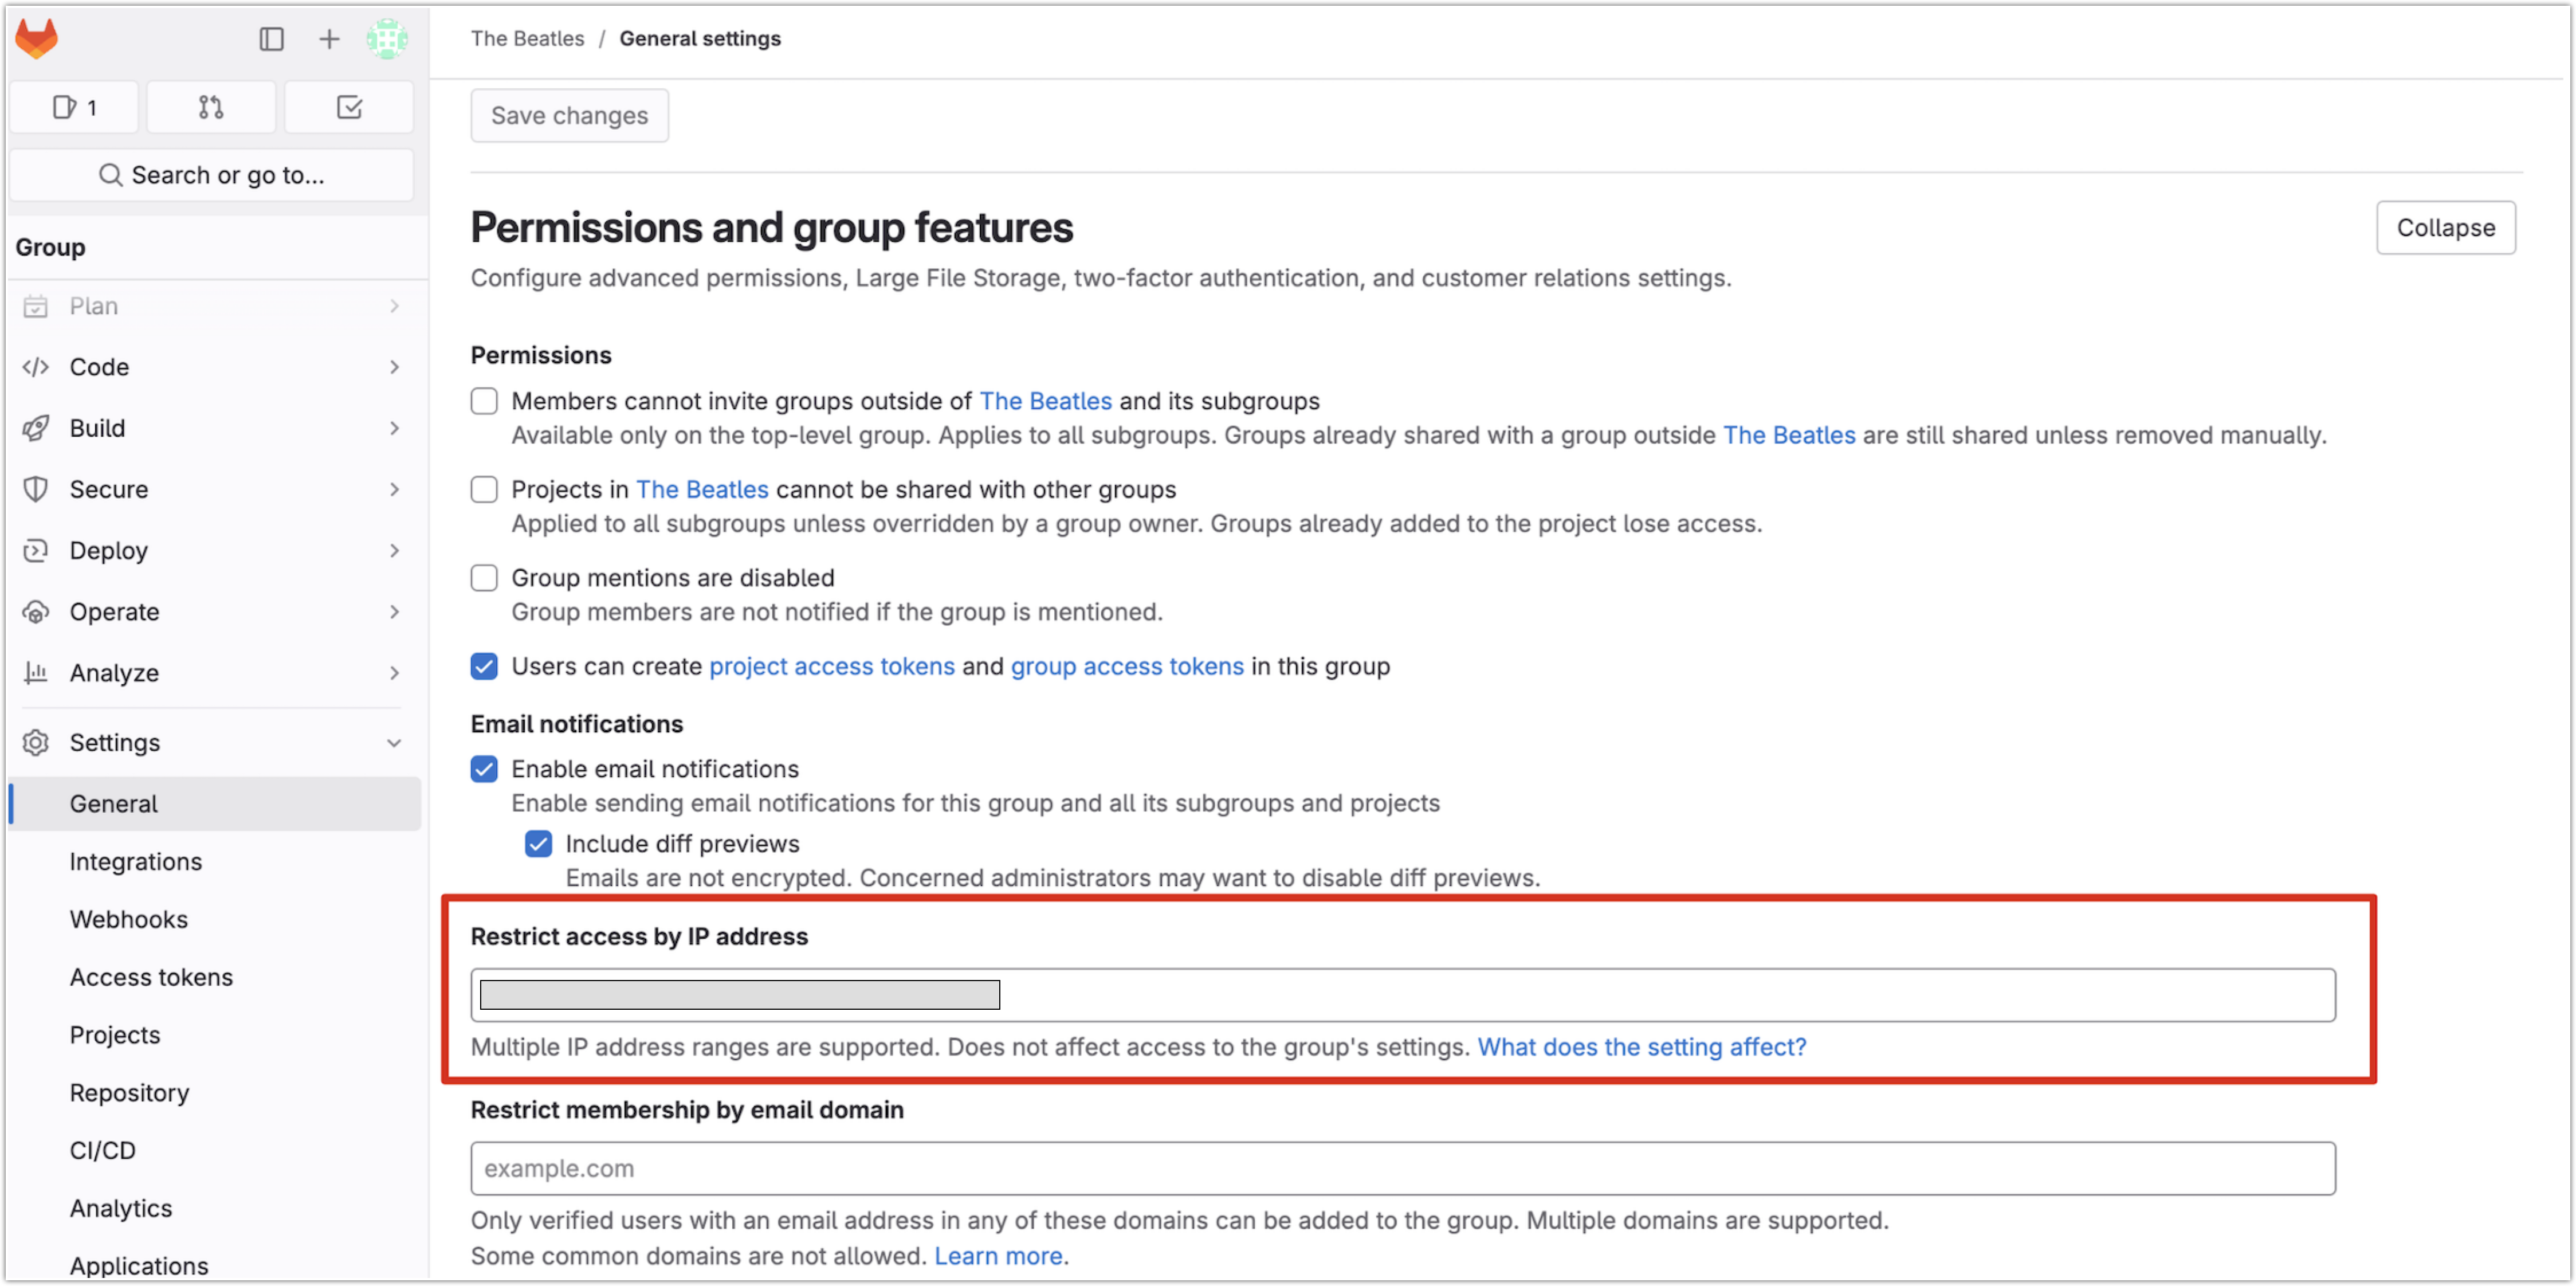 The Beatles / General settings
1
Search or go to...
Group
Plan
Code
Build
Secure
Deploy
Operate
Analyze
Settings
General
Integrations
Webhooks
Access tokens
Projects
Repository
CI/CD
Analytics
Applications
Save changes
Permissions and group features
Collapse
Configure advanced permissions, Large File Storage, two-factor authentication, and customer relations settings.
Permissions
Members cannot invite groups outside of The Beatles and its subgroups
Available only on the top-level group. Applies to all subgroups. Groups already shared with a group outside The Beatles are still shared unless removed manually.
Projects in The Beatles cannot be shared with other groups
Applied to all subgroups unless overridden by a group owner. Groups already added to the project lose access.
Group mentions are disabled
Group members are not notified if the group is mentioned.
Users can create project access tokens and group access tokens in this group
Email notifications
Enable email notifications
Enable sending email notifications for this group and all its subgroups and projects
Include diff previews
Emails are not encrypted. Concerned administrators may want to disable diff previews.
Restrict access by IP address
Multiple IP address ranges are supported. Does not affect access to the group's settings. What does the setting affect?
Restrict membership by email domain
example.com
Only verified users with an email address in any of these domains can be added to the group. Multiple domains are supported.
Some common domains are not allowed. Learn more.